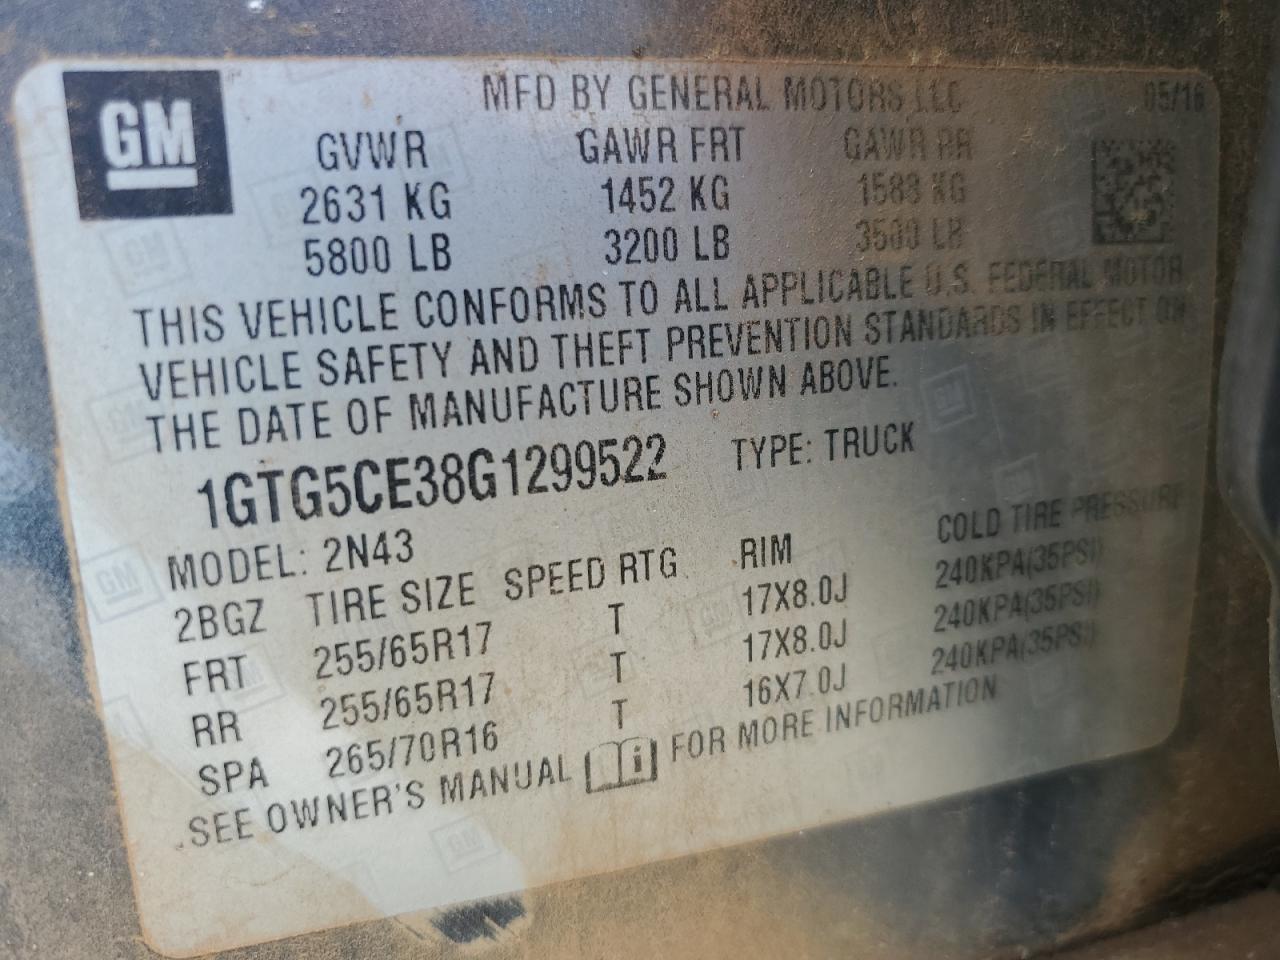 GM
MFD BY GENERAL MOTORS LLC 05/16
GVWR GAWR FRT GAWR RR
2631 KG 1452 KG 1588 KG
5800 LB 3200 LB 3500 LB
THIS VEHICLE CONFORMS TO ALL APPLICABLE U.S. FEDERAL MOTOR
VEHICLE SAFETY AND THEFT PREVENTION STANDARDS IN EFFECT ON
THE DATE OF MANUFACTURE SHOWN ABOVE.
1GTG5CE38G1299522 TYPE: TRUCK
MODEL: 2N43
2BGZ TIRE SIZE SPEED RTG RIM COLD TIRE PRESSURE
FRT 255/65R17 T 17X8.0J 240KPA(35PSI)
RR 255/65R17 T 17X8.0J 240KPA(35PSI)
SPA 265/70R16 T 16X7.0J 240KPA(35PSI)
SEE OWNER'S MANUAL FOR MORE INFORMATION